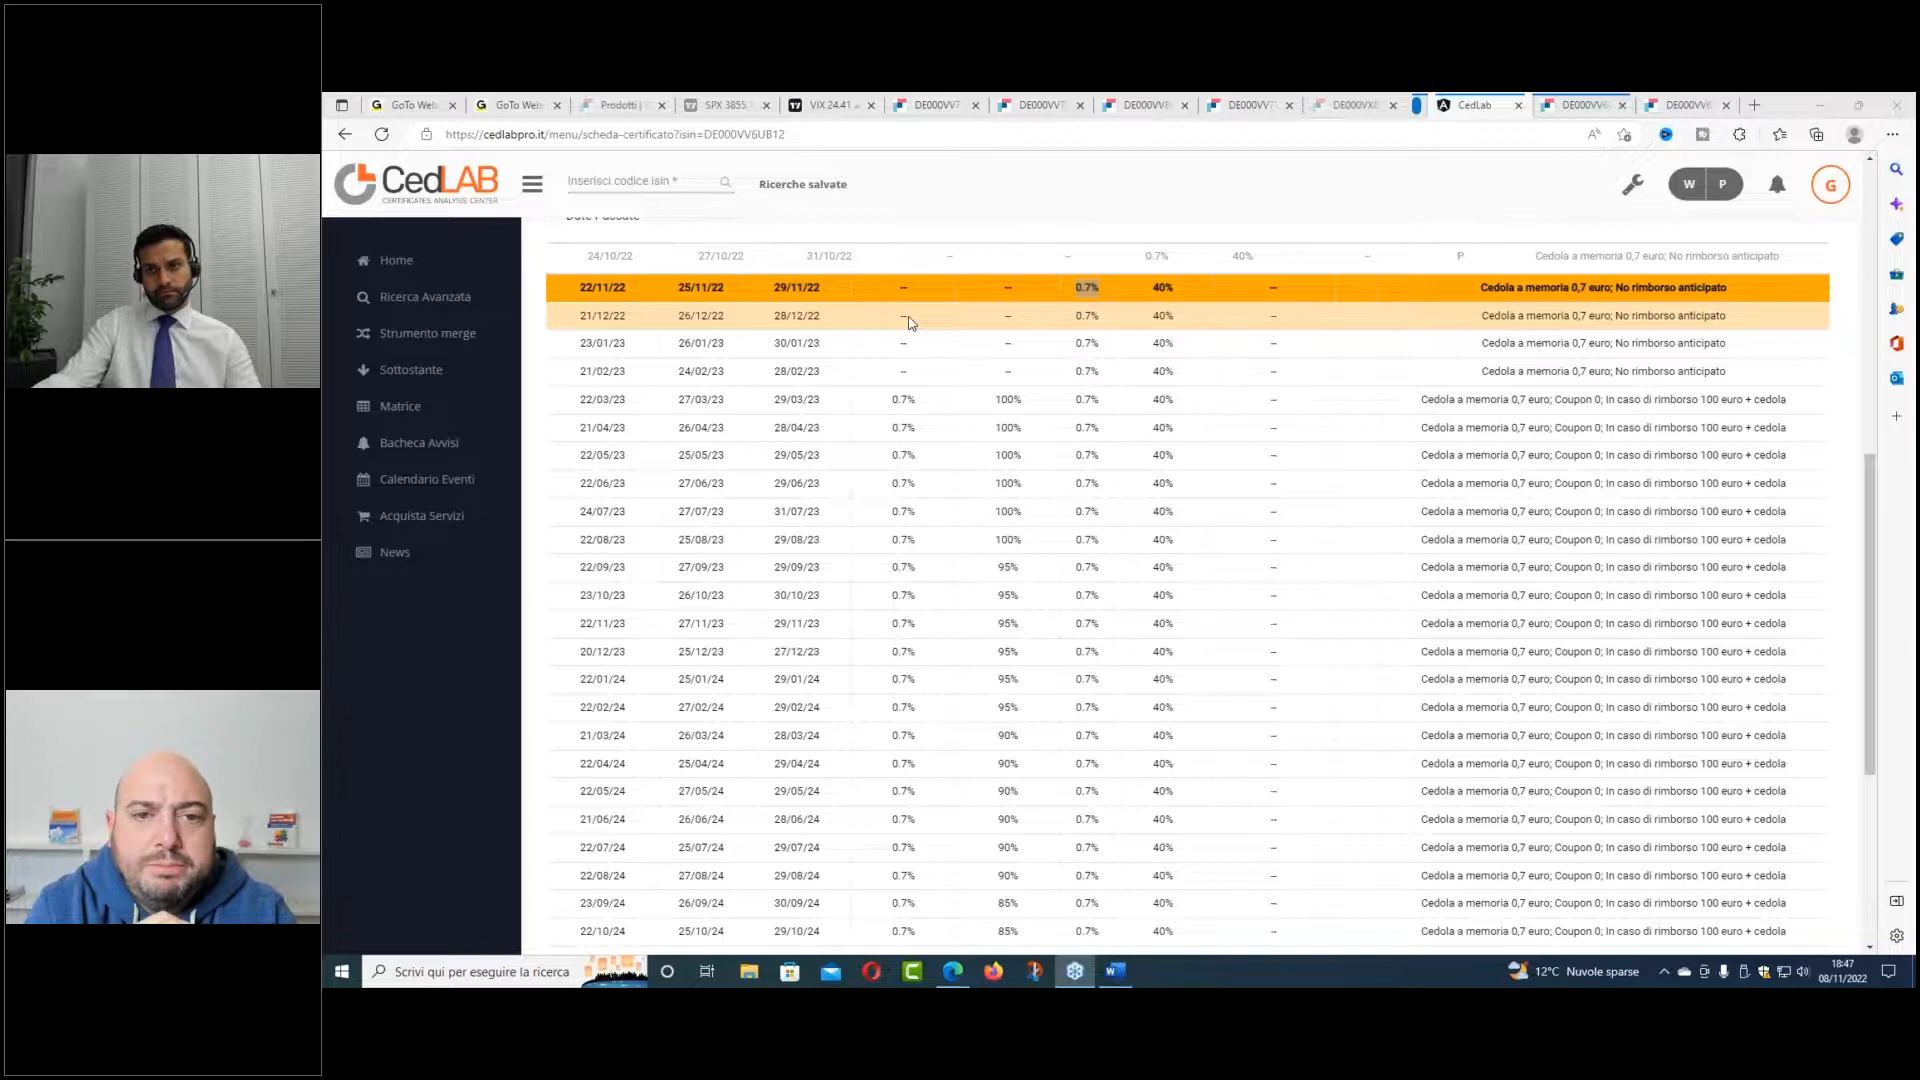 GoTo Web
GoTo Web
Prodotti |
SPX 3855.
VIX 24.41
DE000VV7
DE000VV7
DE000VV8
DE000VV7
DE000VX8
CedLab
DE000VV6
DE000VV6
https://cedlabpro.it/menu/scheda-certificato?isin=DE000VV6UB12
CedLAB
CERTIFICATES ANALYSIS CENTER
Inserisci codice isin *
Ricerche salvate
W P
G
Home
Ricerca Avanzata
Strumento merge
Sottostante
Matrice
Bacheca Avvisi
Calendario Eventi
Acquista Servizi
News
Date Passate
24/10/22 27/10/22 31/10/22 -- -- 0.7% 40% -- P Cedola a memoria 0,7 euro; No rimborso anticipato
22/11/22 25/11/22 29/11/22 -- -- 0.7% 40% -- Cedola a memoria 0,7 euro; No rimborso anticipato
21/12/22 26/12/22 28/12/22 -- -- 0.7% 40% -- Cedola a memoria 0,7 euro; No rimborso anticipato
23/01/23 26/01/23 30/01/23 -- -- 0.7% 40% -- Cedola a memoria 0,7 euro; No rimborso anticipato
21/02/23 24/02/23 28/02/23 -- -- 0.7% 40% -- Cedola a memoria 0,7 euro; No rimborso anticipato
22/03/23 27/03/23 29/03/23 0.7% 100% 0.7% 40% -- Cedola a memoria 0,7 euro; Coupon 0; In caso di rimborso 100 euro + cedola
21/04/23 26/04/23 28/04/23 0.7% 100% 0.7% 40% -- Cedola a memoria 0,7 euro; Coupon 0; In caso di rimborso 100 euro + cedola
22/05/23 25/05/23 29/05/23 0.7% 100% 0.7% 40% -- Cedola a memoria 0,7 euro; Coupon 0; In caso di rimborso 100 euro + cedola
22/06/23 27/06/23 29/06/23 0.7% 100% 0.7% 40% -- Cedola a memoria 0,7 euro; Coupon 0; In caso di rimborso 100 euro + cedola
24/07/23 27/07/23 31/07/23 0.7% 100% 0.7% 40% -- Cedola a memoria 0,7 euro; Coupon 0; In caso di rimborso 100 euro + cedola
22/08/23 25/08/23 29/08/23 0.7% 100% 0.7% 40% -- Cedola a memoria 0,7 euro; Coupon 0; In caso di rimborso 100 euro + cedola
22/09/23 27/09/23 29/09/23 0.7% 95% 0.7% 40% -- Cedola a memoria 0,7 euro; Coupon 0; In caso di rimborso 100 euro + cedola
23/10/23 26/10/23 30/10/23 0.7% 95% 0.7% 40% -- Cedola a memoria 0,7 euro; Coupon 0; In caso di rimborso 100 euro + cedola
22/11/23 27/11/23 29/11/23 0.7% 95% 0.7% 40% -- Cedola a memoria 0,7 euro; Coupon 0; In caso di rimborso 100 euro + cedola
20/12/23 25/12/23 27/12/23 0.7% 95% 0.7% 40% -- Cedola a memoria 0,7 euro; Coupon 0; In caso di rimborso 100 euro + cedola
22/01/24 25/01/24 29/01/24 0.7% 95% 0.7% 40% -- Cedola a memoria 0,7 euro; Coupon 0; In caso di rimborso 100 euro + cedola
22/02/24 27/02/24 29/02/24 0.7% 95% 0.7% 40% -- Cedola a memoria 0,7 euro; Coupon 0; In caso di rimborso 100 euro + cedola
21/03/24 26/03/24 28/03/24 0.7% 90% 0.7% 40% -- Cedola a memoria 0,7 euro; Coupon 0; In caso di rimborso 100 euro + cedola
22/04/24 25/04/24 29/04/24 0.7% 90% 0.7% 40% -- Cedola a memoria 0,7 euro; Coupon 0; In caso di rimborso 100 euro + cedola
22/05/24 27/05/24 29/05/24 0.7% 90% 0.7% 40% -- Cedola a memoria 0,7 euro; Coupon 0; In caso di rimborso 100 euro + cedola
21/06/24 26/06/24 28/06/24 0.7% 90% 0.7% 40% -- Cedola a memoria 0,7 euro; Coupon 0; In caso di rimborso 100 euro + cedola
22/07/24 25/07/24 29/07/24 0.7% 90% 0.7% 40% -- Cedola a memoria 0,7 euro; Coupon 0; In caso di rimborso 100 euro + cedola
22/08/24 27/08/24 29/08/24 0.7% 90% 0.7% 40% -- Cedola a memoria 0,7 euro; Coupon 0; In caso di rimborso 100 euro + cedola
23/09/24 26/09/24 30/09/24 0.7% 85% 0.7% 40% -- Cedola a memoria 0,7 euro; Coupon 0; In caso di rimborso 100 euro + cedola
22/10/24 25/10/24 29/10/24 0.7% 85% 0.7% 40% -- Cedola a memoria 0,7 euro; Coupon 0; In caso di rimborso 100 euro + cedola
Scrivi qui per eseguire la ricerca
12°C Nuvole sparse
18:47
08/11/2022